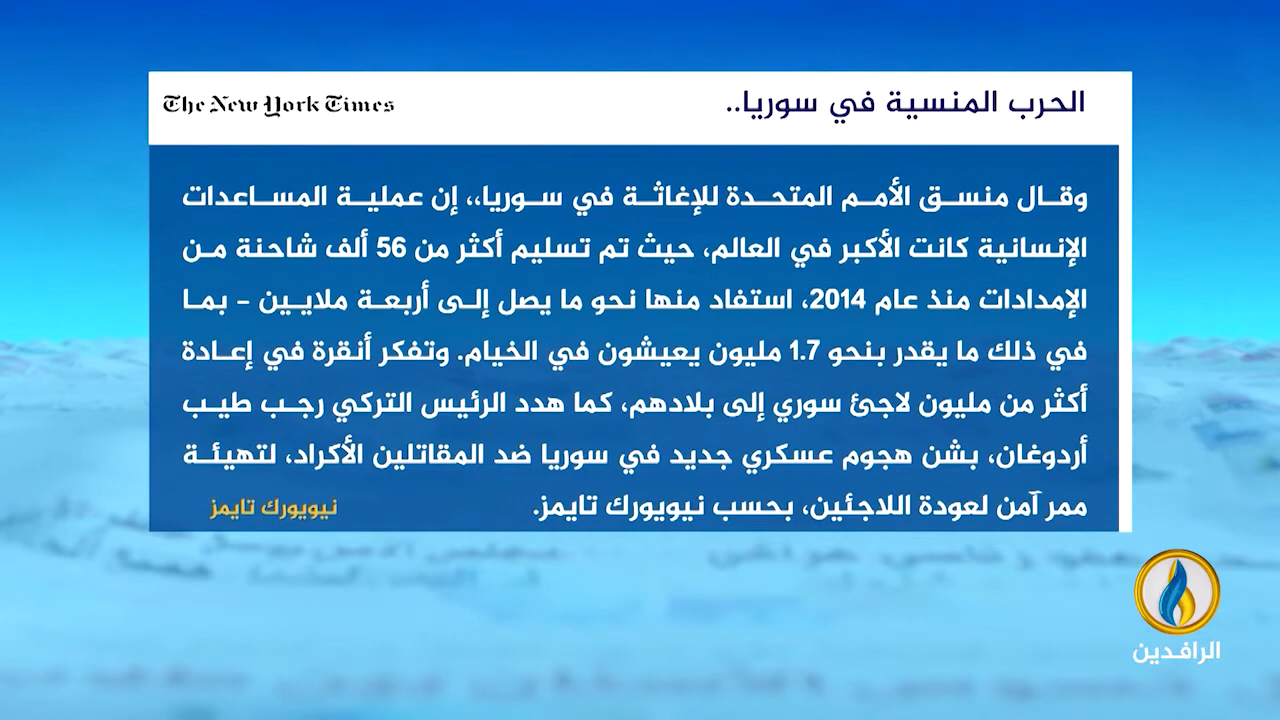 الحرب المنسية في سوريا..
The New York Times
وقال منسق الأمم المتحدة للإغاثة في سوريا،، إن عملية المساعدات
الإنسانية كانت الأكبر في العالم، حيث تم تسليم أكثر من 56 ألف شاحنة من
الإمدادات منذ عام 2014، استفاد منها نحو ما يصل إلى أربعة ملايين - بما
في ذلك ما يقدر بنحو 1.7 مليون يعيشون في الخيام. وتفكر أنقرة في إعادة
أكثر من مليون لاجئ سوري إلى بلادهم، كما هدد الرئيس التركي رجب طيب
أردوغان، بشن هجوم عسكري جديد في سوريا ضد المقاتلين الأكراد، لتهيئة
ممر آمن لعودة اللاجئين، بحسب نيويورك تايمز.
نيويورك تايمز
الرافدين